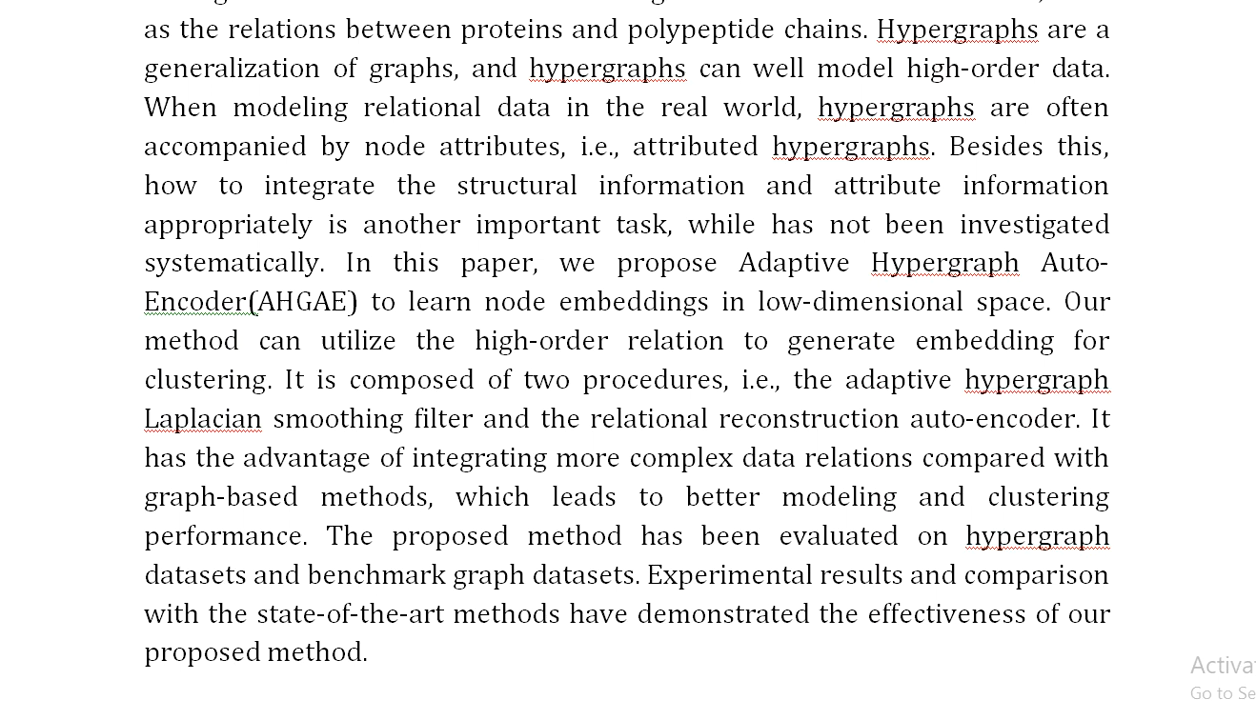 as the relations between proteins and polypeptide chains. Hypergraphs are a
generalization of graphs, and hypergraphs can well model high-order data.
When modeling relational data in the real world, hypergraphs are often
accompanied by node attributes, i.e., attributed hypergraphs. Besides this,
how to integrate the structural information and attribute information
appropriately is another important task, while has not been investigated
systematically. In this paper, we propose Adaptive Hypergraph Auto-
Encoder(AHGAE) to learn node embeddings in low-dimensional space. Our
method can utilize the high-order relation to generate embedding for
clustering. It is composed of two procedures, i.e., the adaptive hypergraph
Laplacian smoothing filter and the relational reconstruction auto-encoder. It
has the advantage of integrating more complex data relations compared with
graph-based methods, which leads to better modeling and clustering
performance. The proposed method has been evaluated on hypergraph
datasets and benchmark graph datasets. Experimental results and comparison
with the state-of-the-art methods have demonstrated the effectiveness of our
proposed method.
Activa
Go to Se